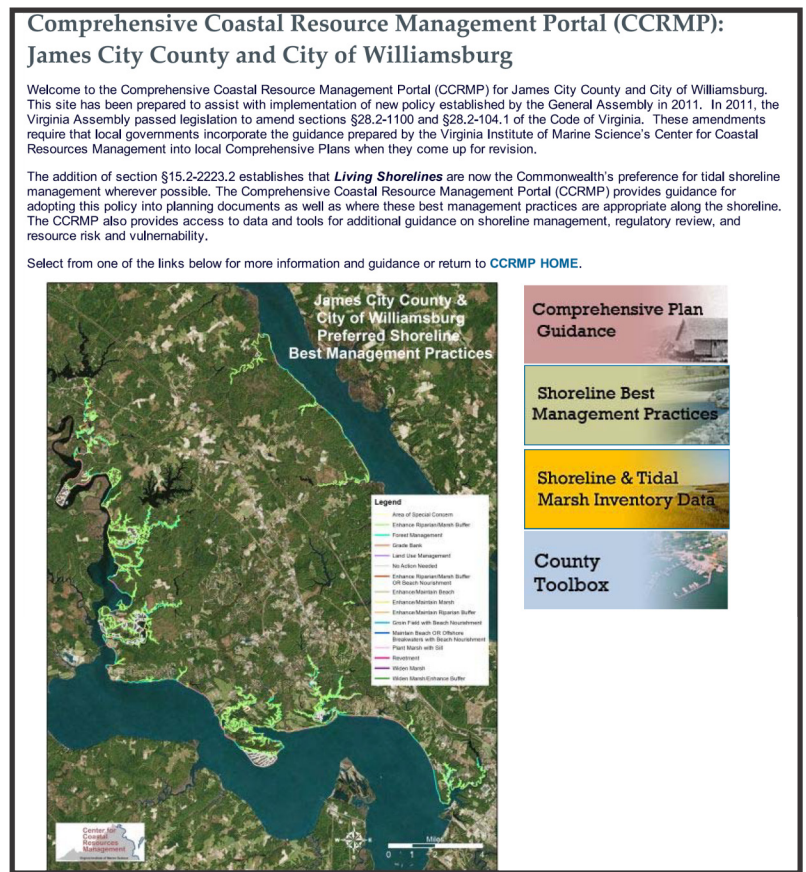 Comprehensive Coastal Resource Management Portal (CCRMP):
James City County and City of Williamsburg
Welcome to the Comprehensive Coastal Resource Management Portal (CCRMP) for James City County and City of Williamsburg.
This site has been prepared to assist with implementation of new policy established by the General Assembly in 2011.  In 2011, the
Virginia Assembly passed legislation to amend sections §28.2-1100 and §28.2-104.1 of the Code of Virginia.  These amendments
require that local governments incorporate the guidance prepared by the Virginia Institute of Marine Science's Center for Coastal
Resources Management into local Comprehensive Plans when they come up for revision.
The addition of section §15.2-2223.2 establishes that Living Shorelines are now the Commonwealth's preference for tidal shoreline
management wherever possible. The Comprehensive Coastal Resource Management Portal (CCRMP) provides guidance for
adopting this policy into planning documents as well as where these best management practices are appropriate along the shoreline.
The CCRMP also provides access to data and tools for additional guidance on shoreline management, regulatory review, and
resource risk and vulnernability.
Select from one of the links below for more information and guidance or return to CCRMP HOME.
James City County &
City of Williamsburg
Preferred Shoreline
Best Management Practices
Legend
Area of Special Concern
Enhance Riparian/Marsh Buffer
Forest Management
Grade Bank
Land Use Management
No Action Needed
Enhance Riparian/Marsh Buffer
OR Beach Nourishment
Enhance/Maintain Beach
Enhance/Maintain Marsh
Enhance/Maintain Riparian Buffer
Groin Field with Beach Nourishment
Maintain Beach OR Offshore
Breakwaters with Beach Nourishment
Plant Marsh with Sill
Revetment
Widen Marsh
Widen Marsh/Enhance Buffer
Center for
Coastal
Resources
Management
Virginia Institute of Marine Science
Miles
0 1 2 4
Comprehensive Plan
Guidance
Shoreline Best
Management Practices
Shoreline & Tidal
Marsh Inventory Data
County
Toolbox